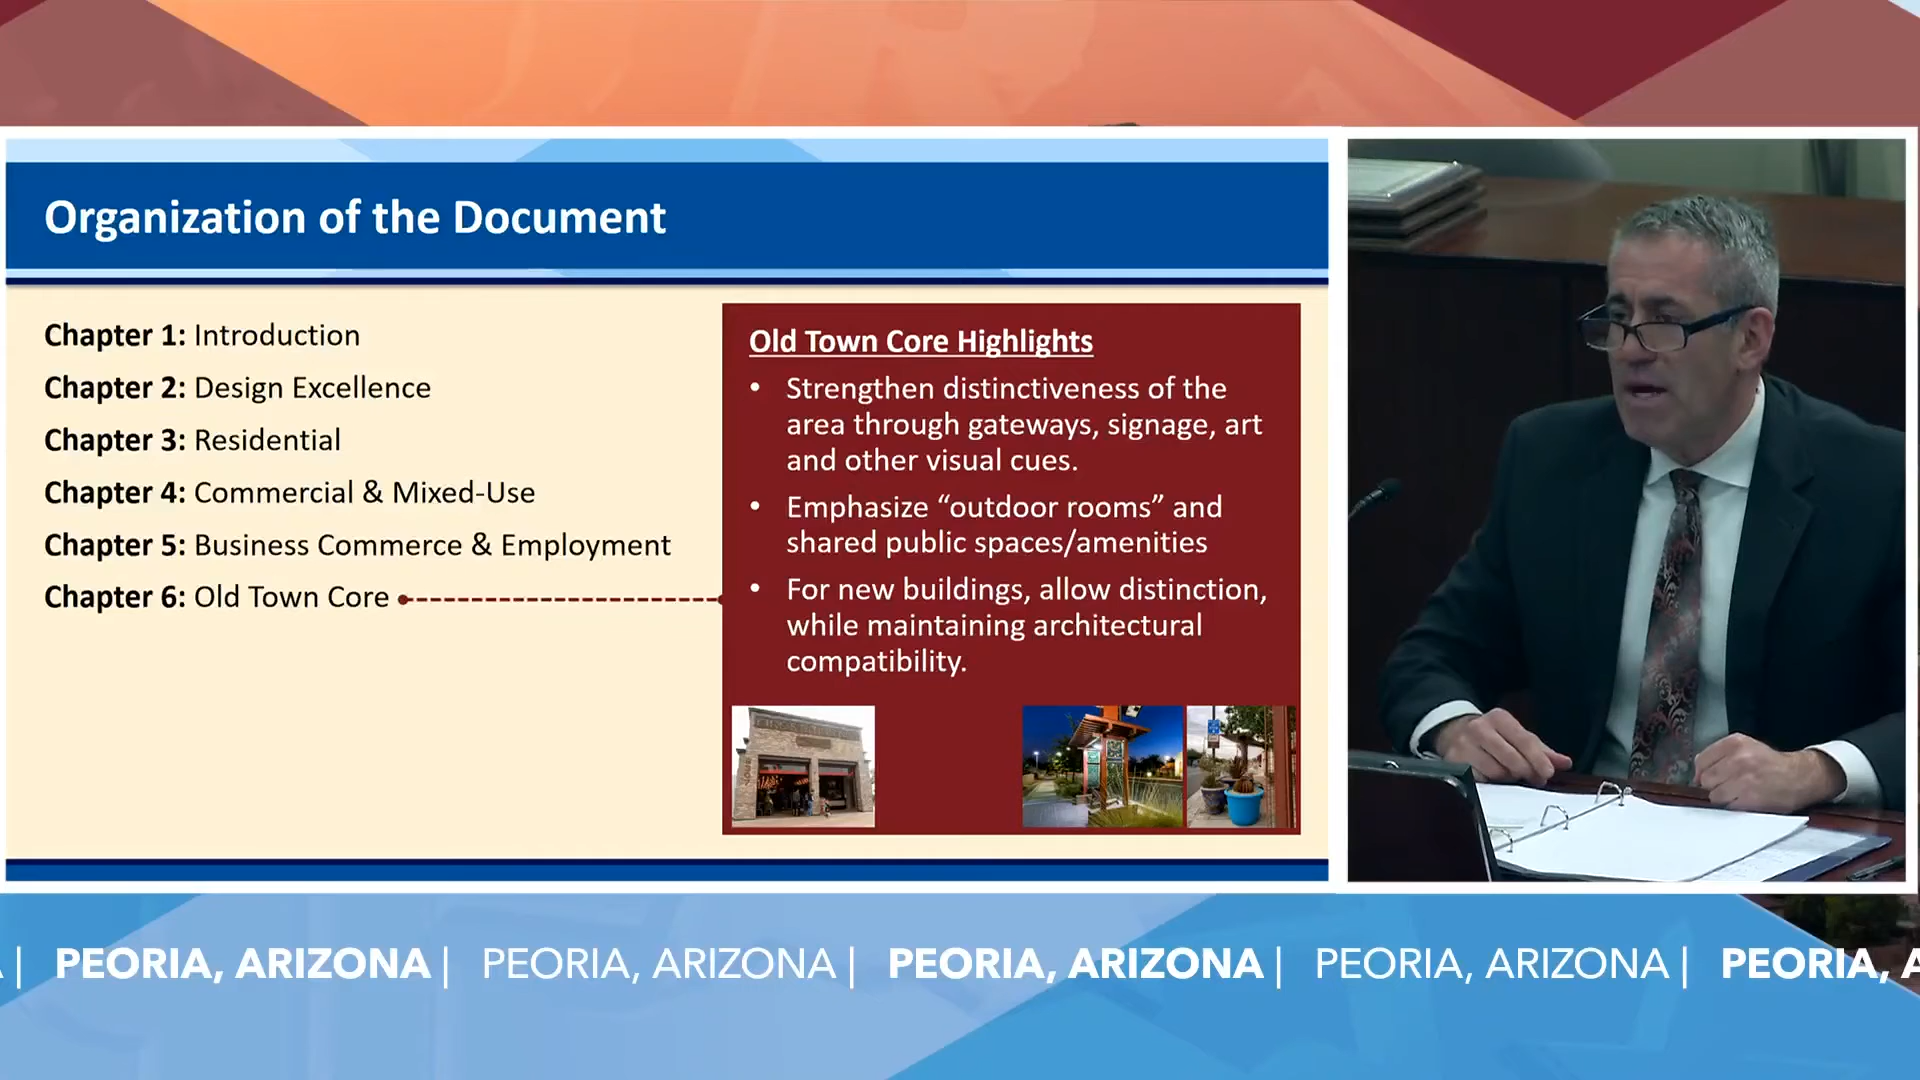 Organization of the Document
Chapter 1: Introduction
Chapter 2: Design Excellence
Chapter 3: Residential
Chapter 4: Commercial & Mixed-Use
Chapter 5: Business Commerce & Employment
Chapter 6: Old Town Core
Old Town Core Highlights
• Strengthen distinctiveness of the
area through gateways, signage, art
and other visual cues.
• Emphasize “outdoor rooms” and
shared public spaces/amenities
• For new buildings, allow distinction,
while maintaining architectural
compatibility.
A | PEORIA, ARIZONA | PEORIA, ARIZONA | PEORIA, ARIZONA | PEORIA, ARIZONA | PEORIA, A